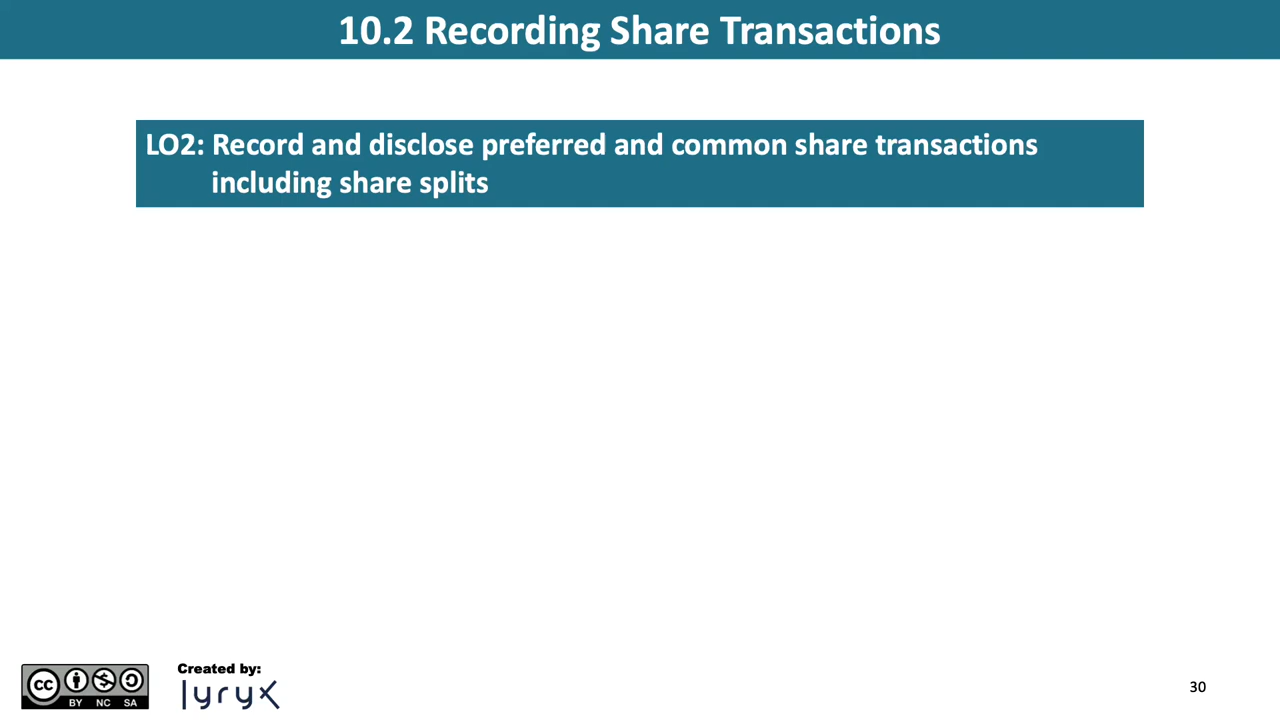 10.2 Recording Share Transactions
LO2: Record and disclose preferred and common share transactions
including share splits
cc
BY NC SA
Created by:
lyryx
30